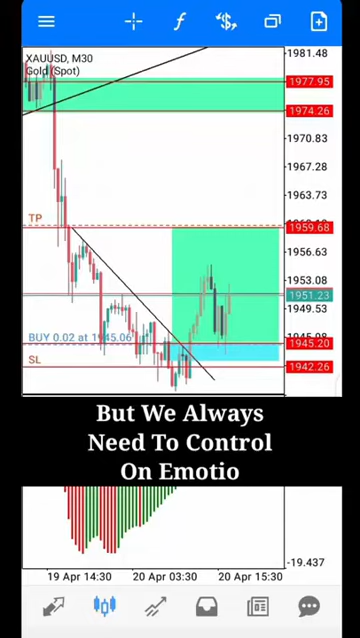 XAUUSD, M30
Gold (Spot)
1981.48
1977.95
1974.26
1970.83
1967.28
1963.73
TP
1959.68
1956.63
1953.08
1951.23
1949.53
BUY 0.02 at 1945.06
1945.20
SL
1942.26
But We Always
Need To Control
On Emotio
-19.437
19 Apr 14:30
20 Apr 03:30
20 Apr 15:30